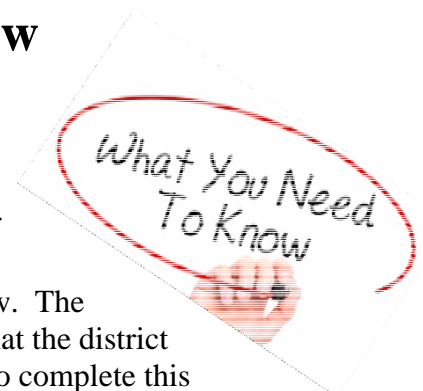 w
What You Need
To Know
.
w. The
at the district
o complete this